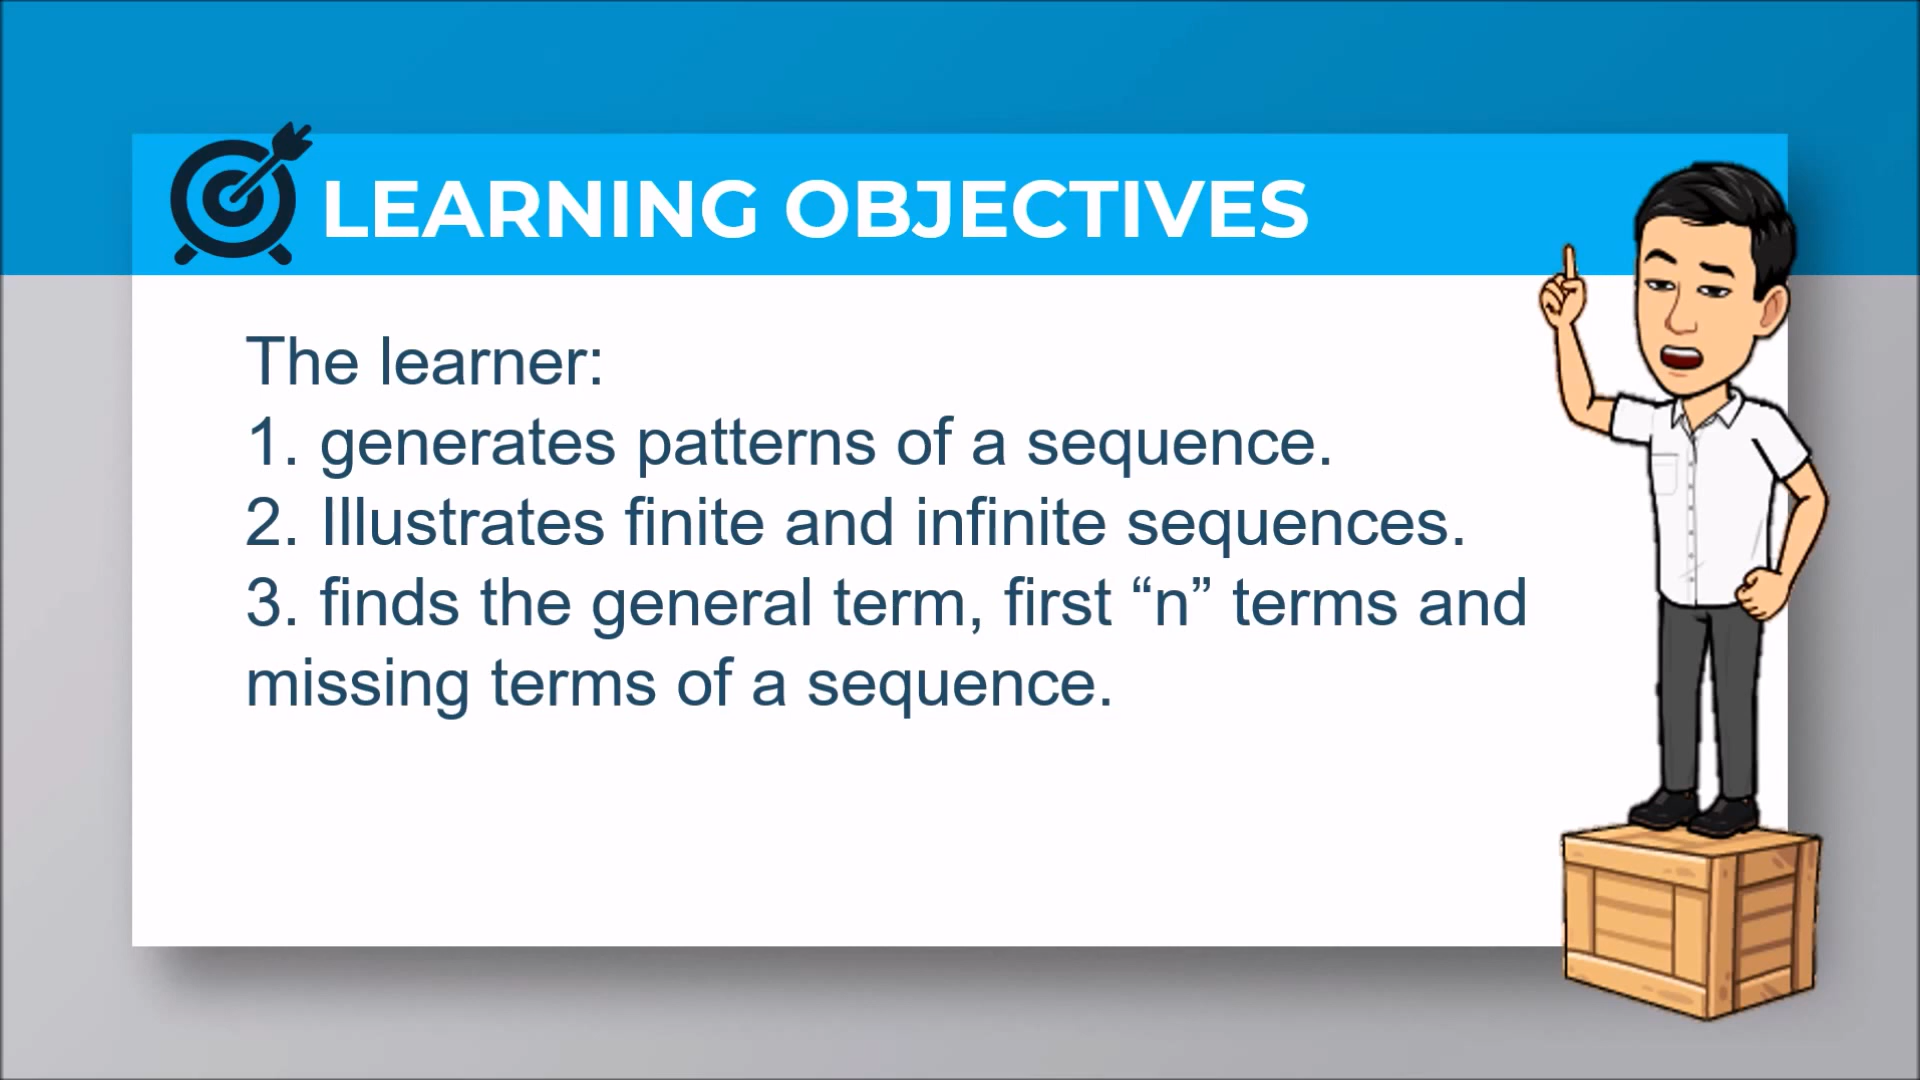 LEARNING OBJECTIVES
The learner:
1. generates patterns of a sequence.
2. Illustrates finite and infinite sequences.
3. finds the general term, first “n” terms and
missing terms of a sequence.